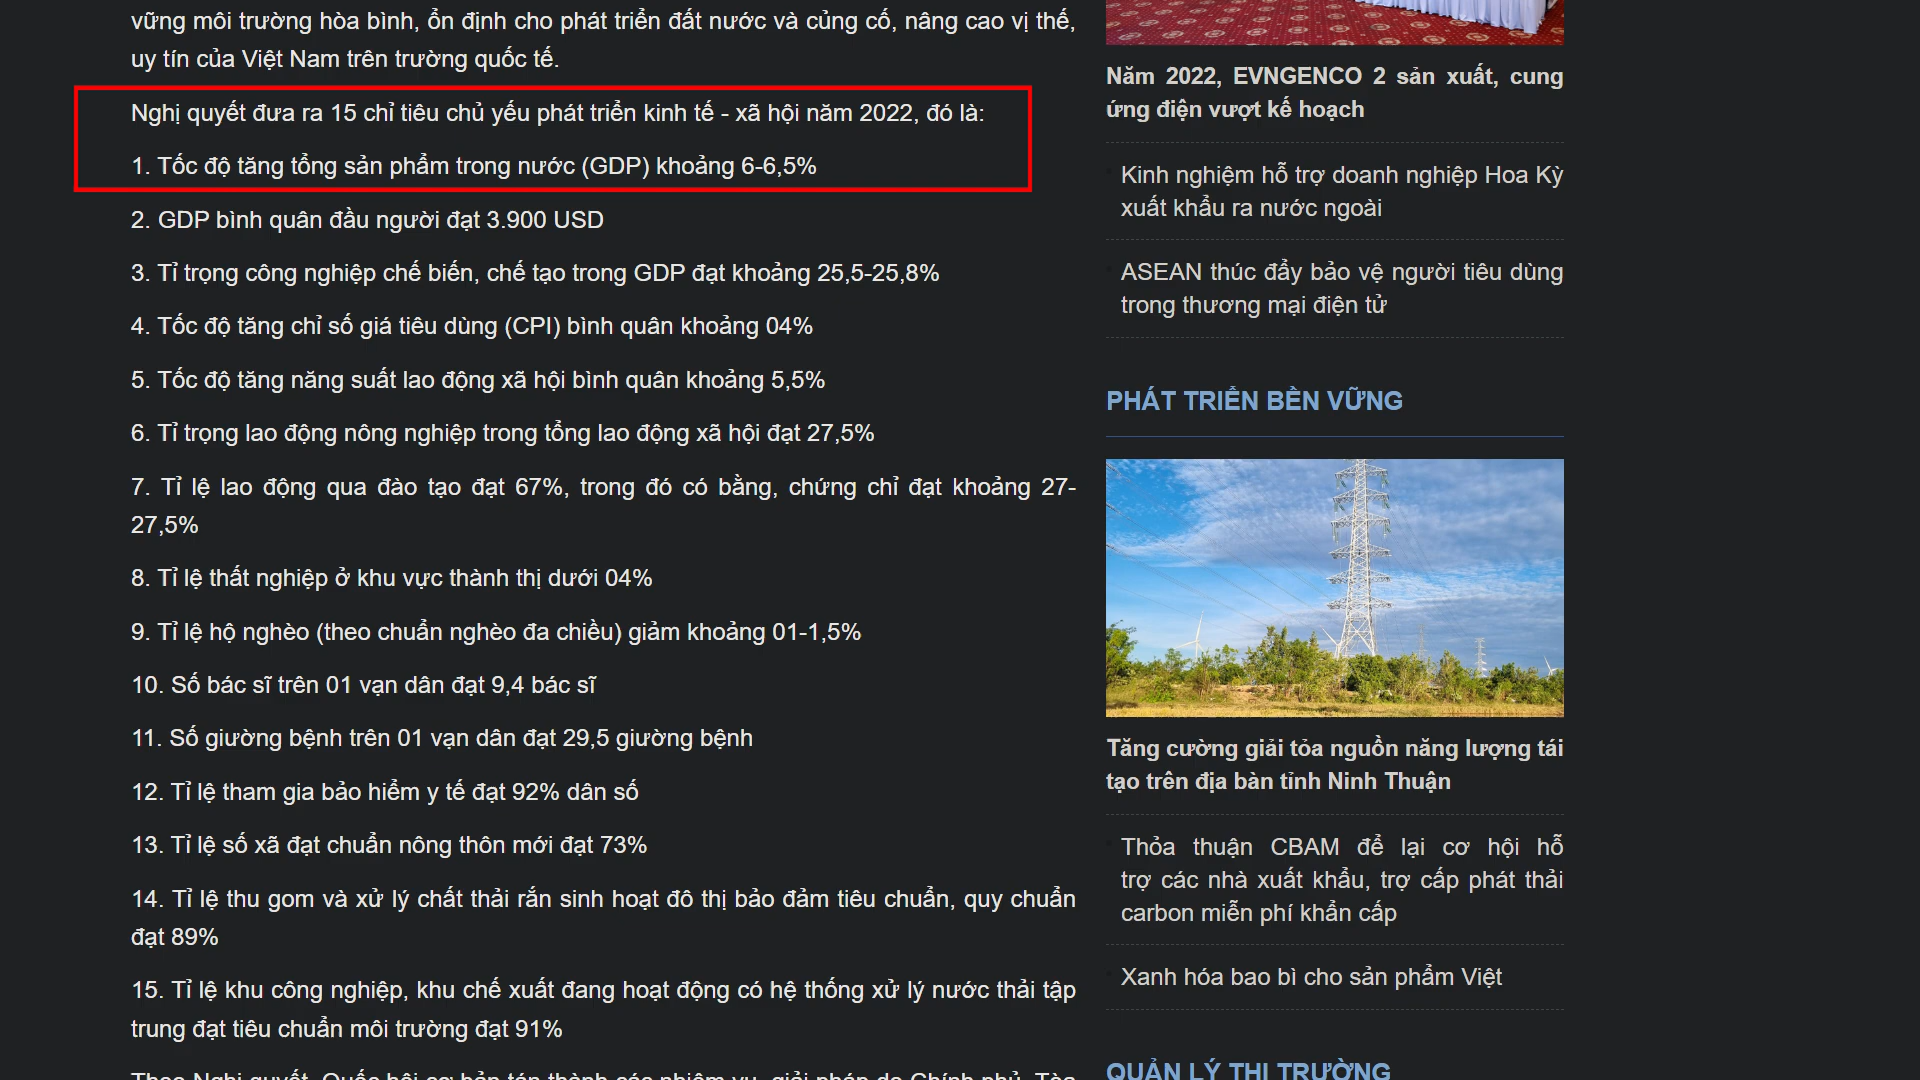 vững môi trường hòa bình, ổn định cho phát triển đất nước và củng cố, nâng cao vị thế,
uy tín của Việt Nam trên trường quốc tế.
Nghị quyết đưa ra 15 chỉ tiêu chủ yếu phát triển kinh tế - xã hội năm 2022, đó là:
1. Tốc độ tăng tổng sản phẩm trong nước (GDP) khoảng 6-6,5%
2. GDP bình quân đầu người đạt 3.900 USD
3. Tỉ trọng công nghiệp chế biến, chế tạo trong GDP đạt khoảng 25,5-25,8%
4. Tốc độ tăng chỉ số giá tiêu dùng (CPI) bình quân khoảng 04%
5. Tốc độ tăng năng suất lao động xã hội bình quân khoảng 5,5%
6. Tỉ trọng lao động nông nghiệp trong tổng lao động xã hội đạt 27,5%
7. Tỉ lệ lao động qua đào tạo đạt 67%, trong đó có bằng, chứng chỉ đạt khoảng 27-
27,5%
8. Tỉ lệ thất nghiệp ở khu vực thành thị dưới 04%
9. Tỉ lệ hộ nghèo (theo chuẩn nghèo đa chiều) giảm khoảng 01-1,5%
10. Số bác sĩ trên 01 vạn dân đạt 9,4 bác sĩ
11. Số giường bệnh trên 01 vạn dân đạt 29,5 giường bệnh
12. Tỉ lệ tham gia bảo hiểm y tế đạt 92% dân số
13. Tỉ lệ số xã đạt chuẩn nông thôn mới đạt 73%
14. Tỉ lệ thu gom và xử lý chất thải rắn sinh hoạt đô thị bảo đảm tiêu chuẩn, quy chuẩn
đạt 89%
15. Tỉ lệ khu công nghiệp, khu chế xuất đang hoạt động có hệ thống xử lý nước thải tập
trung đạt tiêu chuẩn môi trường đạt 91%
Theo Nghị quyết, Quốc hội cơ bản tán thành các nhiệm vụ, giải pháp do Chính phủ, Tòa
Năm 2022, EVNGENCO 2 sản xuất, cung
ứng điện vượt kế hoạch
Kinh nghiệm hỗ trợ doanh nghiệp Hoa Kỳ
xuất khẩu ra nước ngoài
ASEAN thúc đẩy bảo vệ người tiêu dùng
trong thương mại điện tử
PHÁT TRIỂN BỀN VỮNG
Tăng cường giải tỏa nguồn năng lượng tái
tạo trên địa bàn tỉnh Ninh Thuận
Thỏa thuận CBAM để lại cơ hội hỗ
trợ các nhà xuất khẩu, trợ cấp phát thải
carbon miễn phí khẩn cấp
Xanh hóa bao bì cho sản phẩm Việt
QUẢN LÝ THỊ TRƯỜNG